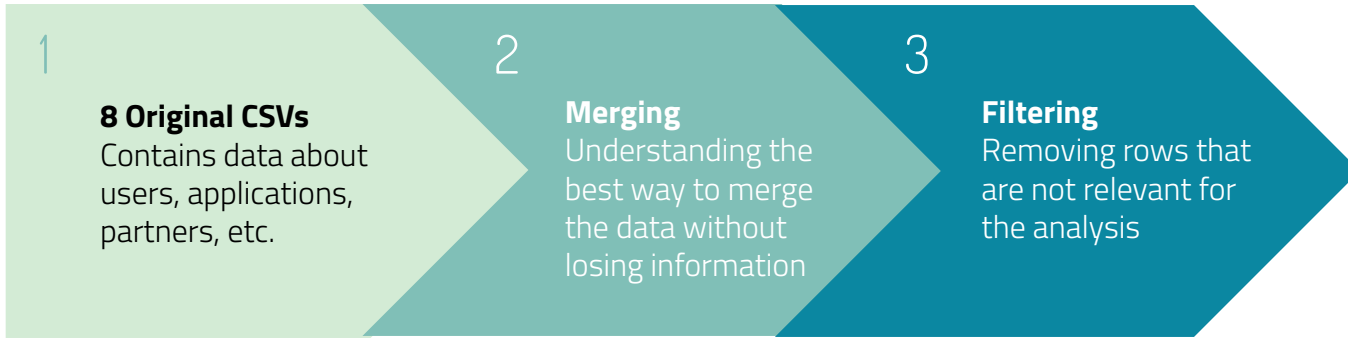 1
8 Original CSVs
Contains data about
users, applications,
partners, etc.
2
Merging
Understanding the
best way to merge
the data without
losing information
3
Filtering
Removing rows that
are not relevant for
the analysis